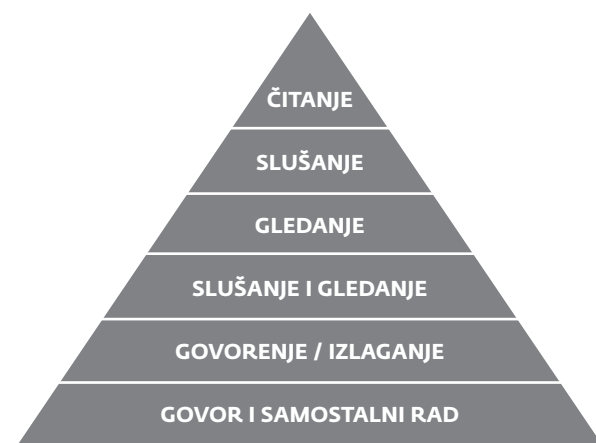 ČITANJE
SLUŠANJE
GLEDANJE
SLUŠANJE I GLEDANJE
GOVORENJE / IZLAGANJE
GOVOR I SAMOSTALNI RAD